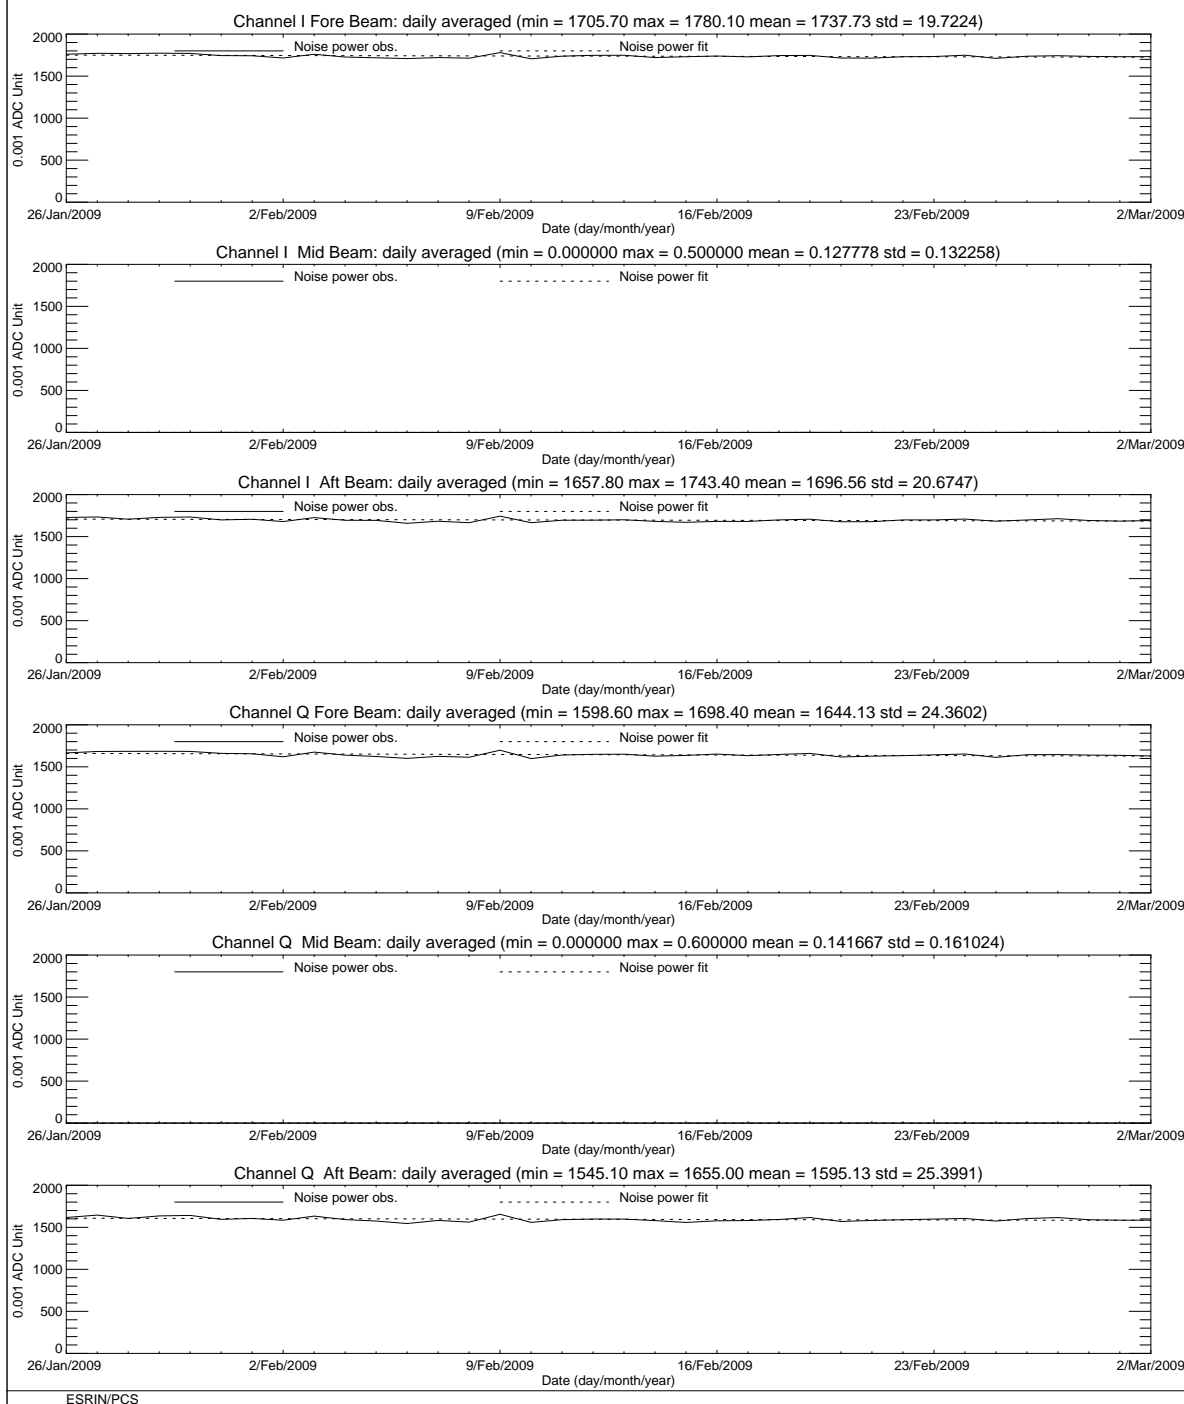 Channel I Fore Beam: daily averaged (min = 1705.70 max = 1780.10 mean = 1737.73 std = 19.7224)
Noise power obs. Noise power fit
2000
1500
1000
500
0
0.001 ADC Unit
26/Jan/2009 2/Feb/2009 9/Feb/2009 16/Feb/2009 23/Feb/2009 2/Mar/2009
Date (day/month/year)
Channel I Mid Beam: daily averaged (min = 0.000000 max = 0.500000 mean = 0.127778 std = 0.132258)
Noise power obs. Noise power fit
2000
1500
1000
500
0
0.001 ADC Unit
26/Jan/2009 2/Feb/2009 9/Feb/2009 16/Feb/2009 23/Feb/2009 2/Mar/2009
Date (day/month/year)
Channel I Aft Beam: daily averaged (min = 1657.80 max = 1743.40 mean = 1696.56 std = 20.6747)
Noise power obs. Noise power fit
2000
1500
1000
500
0
0.001 ADC Unit
26/Jan/2009 2/Feb/2009 9/Feb/2009 16/Feb/2009 23/Feb/2009 2/Mar/2009
Date (day/month/year)
Channel Q Fore Beam: daily averaged (min = 1598.60 max = 1698.40 mean = 1644.13 std = 24.3602)
Noise power obs. Noise power fit
2000
1500
1000
500
0
0.001 ADC Unit
26/Jan/2009 2/Feb/2009 9/Feb/2009 16/Feb/2009 23/Feb/2009 2/Mar/2009
Date (day/month/year)
Channel Q Mid Beam: daily averaged (min = 0.000000 max = 0.600000 mean = 0.141667 std = 0.161024)
Noise power obs. Noise power fit
2000
1500
1000
500
0
0.001 ADC Unit
26/Jan/2009 2/Feb/2009 9/Feb/2009 16/Feb/2009 23/Feb/2009 2/Mar/2009
Date (day/month/year)
Channel Q Aft Beam: daily averaged (min = 1545.10 max = 1655.00 mean = 1595.13 std = 25.3991)
Noise power obs. Noise power fit
2000
1500
1000
500
0
0.001 ADC Unit
26/Jan/2009 2/Feb/2009 9/Feb/2009 16/Feb/2009 23/Feb/2009 2/Mar/2009
Date (day/month/year)
ESRIN/PCS